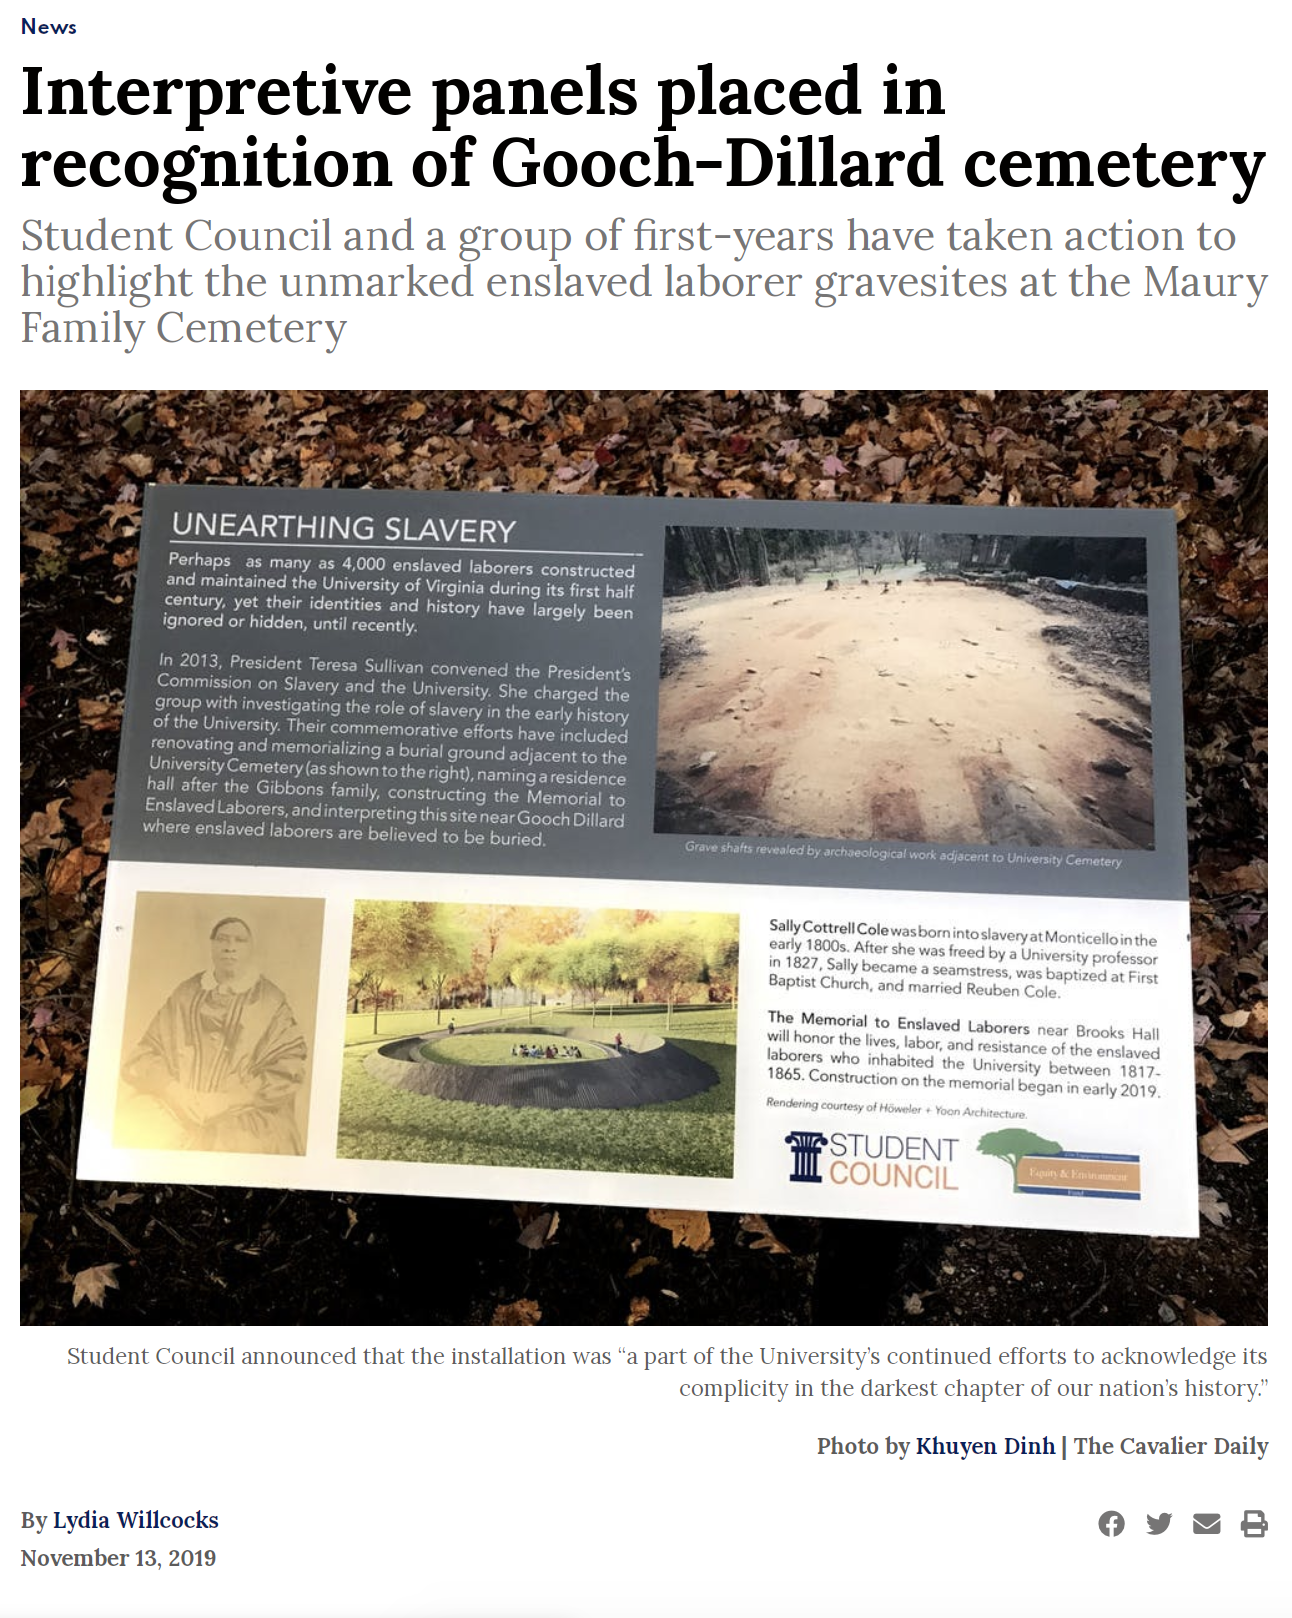 News
Interpretive panels placed in
recognition of Gooch-Dillard cemetery
Student Council and a group of first-years have taken action to
highlight the unmarked enslaved laborer gravesites at the Maury
Family Cemetery
UNEARTHING SLAVERY
Perhaps as many as 4,000 enslaved laborers constructed
and maintained the University of Virginia during its first half
century, yet their identities and history have largely been
ignored or hidden, until recently.
In 2013, President Teresa Sullivan convened the President's
Commission on Slavery and the University. She charged the
group with investigating the role of slavery in the early history
of the University. Their commemorative efforts have included
renovating and memorializing a burial ground adjacent to the
University Cemetery (as shown to the right), naming a residence
hall after the Gibbons family, constructing the Memorial to
Enslaved Laborers, and interpreting this site near Gooch Dillard
where enslaved laborers are believed to be buried.
Grave shafts revealed by archaeological work adjacent to University Cemetery
Sally Cottrell Cole was born into slavery at Monticello in the
early 1800s. After she was freed by a University professor
in 1827, Sally became a seamstress, was baptized at First
Baptist Church, and married Reuben Cole.
The Memorial to Enslaved Laborers near Brooks Hall
will honor the lives, labor, and resistance of the enslaved
laborers who inhabited the University between 1817-
1865. Construction on the memorial began in early 2019.
Rendering courtesy of Höweler + Yoon Architecture.
STUDENT
COUNCIL
Equity & Environment
Fund
Student Council announced that the installation was “a part of the University’s continued efforts to acknowledge its
complicity in the darkest chapter of our nation’s history.”
Photo by Khuyen Dinh | The Cavalier Daily
By Lydia Willcocks
November 13, 2019